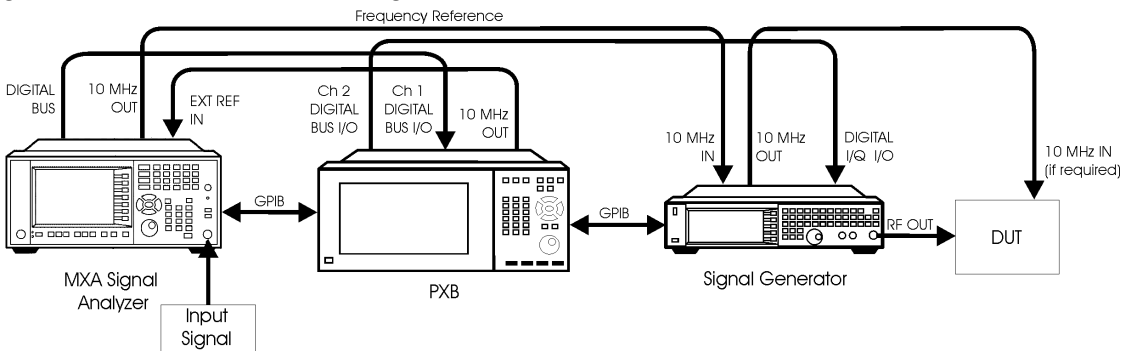 Frequency Reference
DIGITAL
BUS
10 MHz
OUT
EXT REF
IN
Ch 2
DIGITAL
BUS I/O
Ch 1
DIGITAL
BUS I/O
10 MHz
OUT
10 MHz
IN
10 MHz
OUT
DIGITAL
I/Q I/O
10 MHz IN
(if required)
GPIB
GPIB
RF OUT
DUT
MXA Signal
Analyzer
PXB
Signal Generator
Input
Signal